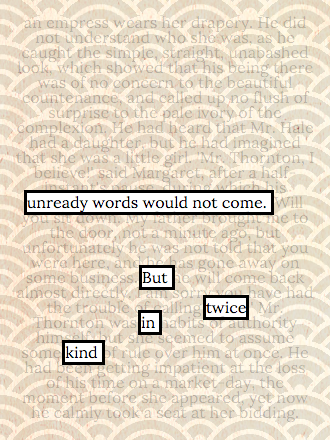 an empress wears her drapery. He did
not understand who she was, as he
caught the simple, straight, unabashed
look, which showed that his being there
was of no concern to the beautiful
countenance, and called up no flush of
surprise to the pale ivory of the
complexion. He had heard that Mr. Hale
had a daughter, but he had imagined
that she was a little girl. 'Mr. Thornton, I
believe!' said Margaret, after a half-
instant's pause, during which his
unready words would not come. 'Will
you sit down. My father brought me to
the door, not a minute ago, but
unfortunately he was not told that you
were here, and he has gone away on
some business. But he will come back
almost directly. I am sorry you have had
the trouble of calling twice.' Mr.
Thornton was in habits of authority
himself, but she seemed to assume
some kind of rule over him at once. He
had been getting impatient at the loss
of his time on a market-day, the
moment before she appeared, yet now
he calmly took a seat at her bidding.